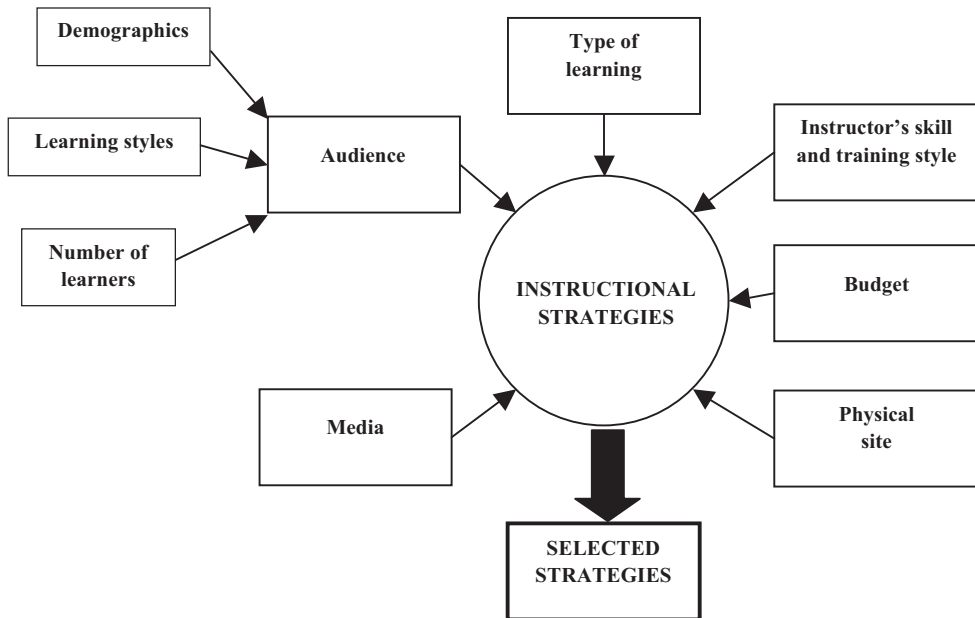 Demographics
Type of
learning
Learning styles
Audience
Instructor’s skill
and training style
Number of
learners
INSTRUCTIONAL
STRATEGIES
Budget
Media
Physical
site
SELECTED
STRATEGIES